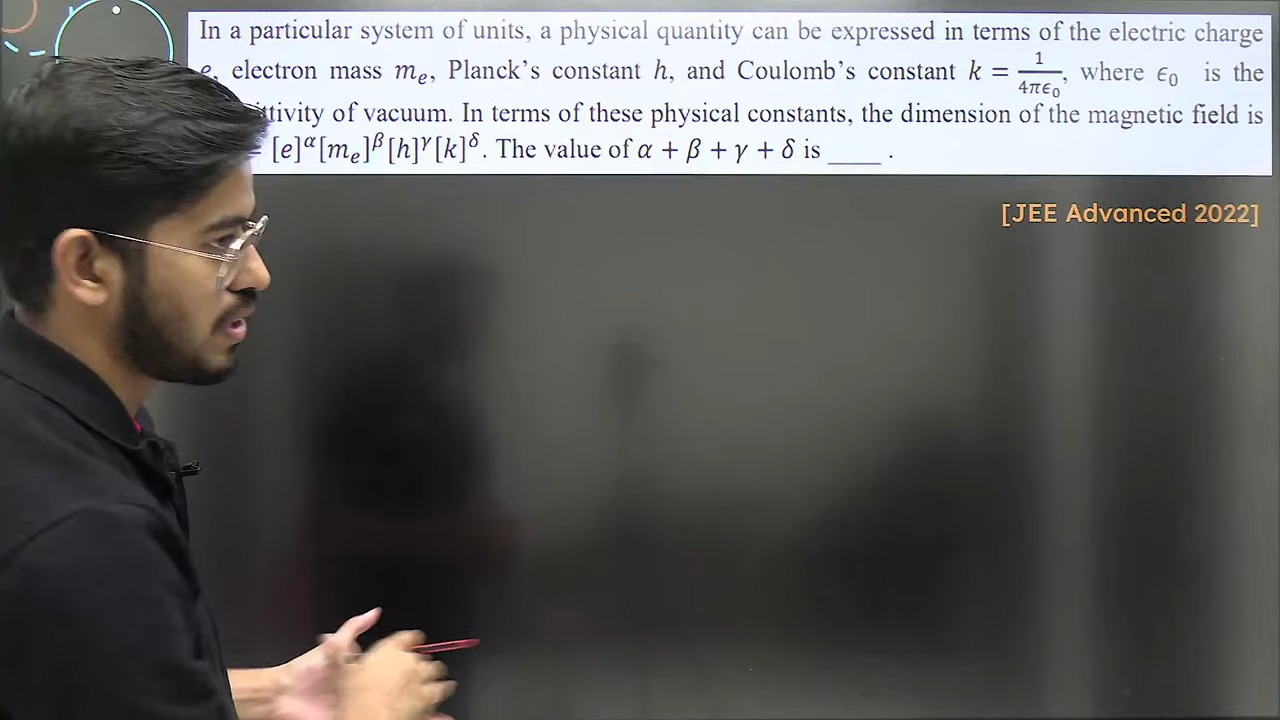 In a particular system of units, a physical quantity can be expressed in terms of the electric charge
e, electron mass mₑ, Planck's constant h, and Coulomb's constant k = 1/4πϵ₀, where ϵ₀ is the
of vacuum. In terms of these physical constants, the dimension of the magnetic field is
[e]^α[mₑ]^β[h]^γ[k]^δ. The value of α + β + γ + δ is ____ .
[JEE Advanced 2022]